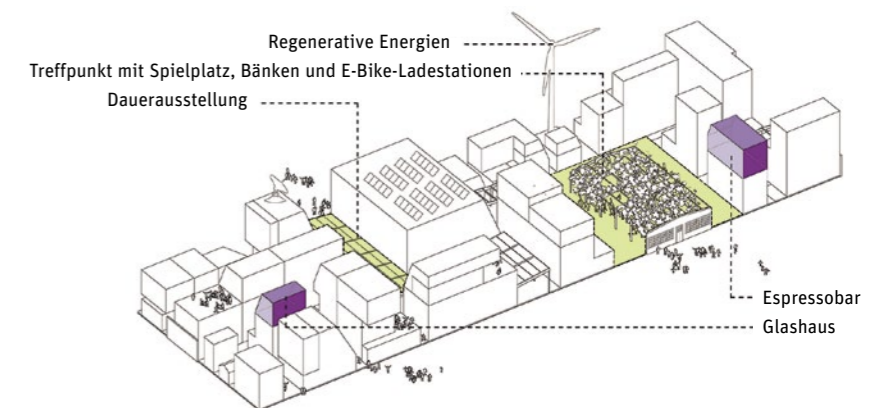 Regenerative Energien
Treffpunkt mit Spielplatz, Bänken und E-Bike-Ladestationen
Dauerausstellung
Espressobar
Glashaus